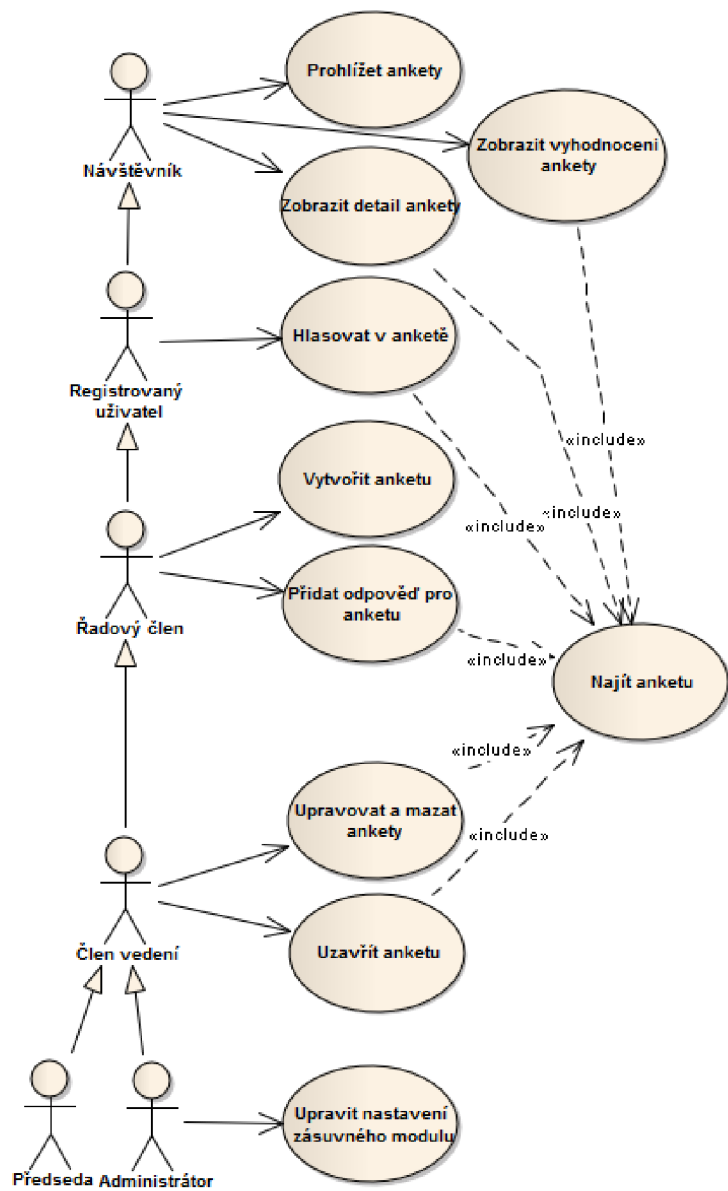 Prohlížet ankety
Zobrazit vyhodnoceni
ankety
Návštěvník
Zobrazit detail ankety
Hlasovat v anketě
Registrovaný
uživatel
«include»
Vytvořit anketu
«include»
«include»
Přidat odpověď pro
anketu
Řadový člen
«include»
Najít anketu
«include»
Upravovat a mazat
ankety
«include»
Člen vedení
Uzavřít anketu
Upravit nastavení
zásuvného modulu
Předseda
Administrátor